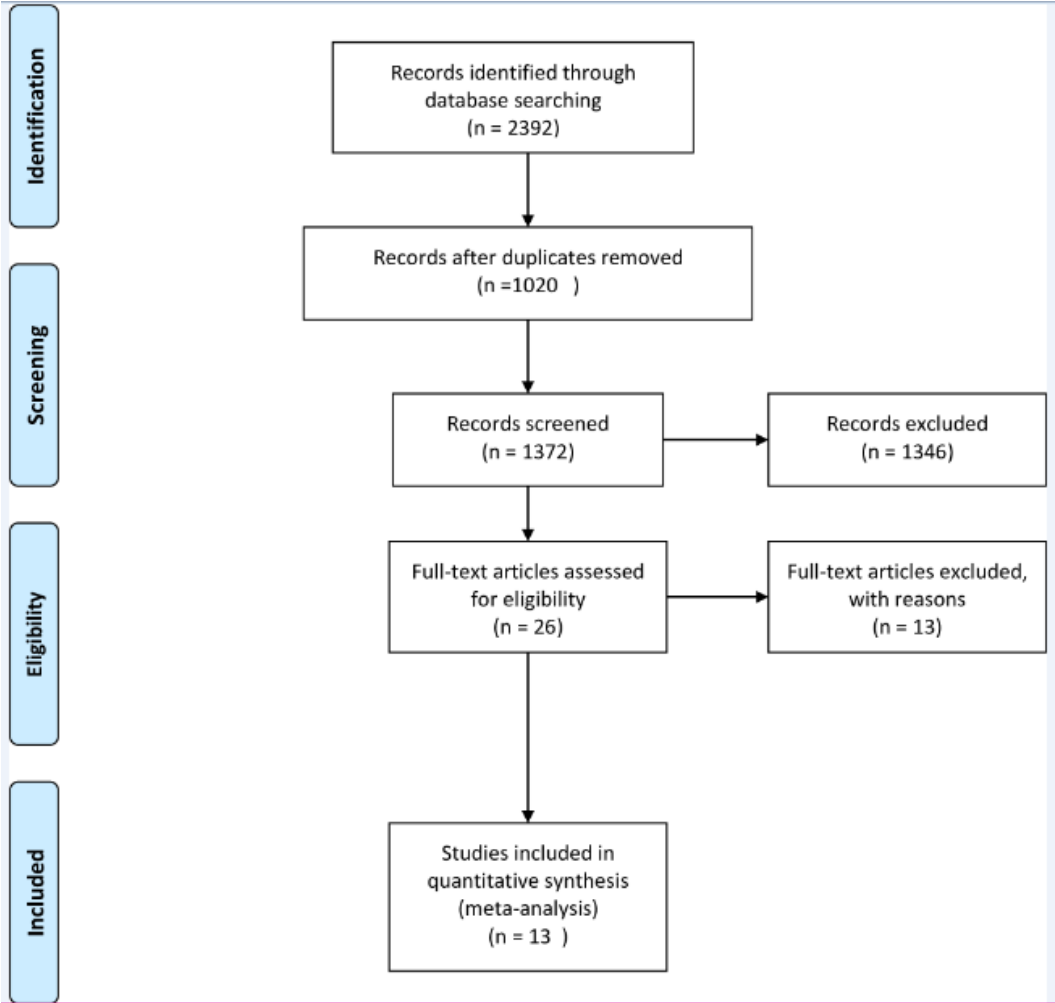 Identification
Records identified through
database searching
(n = 2392)
Records after duplicates removed
(n =1020   )
Screening
Records screened
(n = 1372)
Records excluded
(n = 1346)
Eligibility
Full-text articles assessed
for eligibility
(n = 26)
Full-text articles excluded,
with reasons
(n = 13)
Included
Studies included in
quantitative synthesis
(meta-analysis)
(n = 13  )